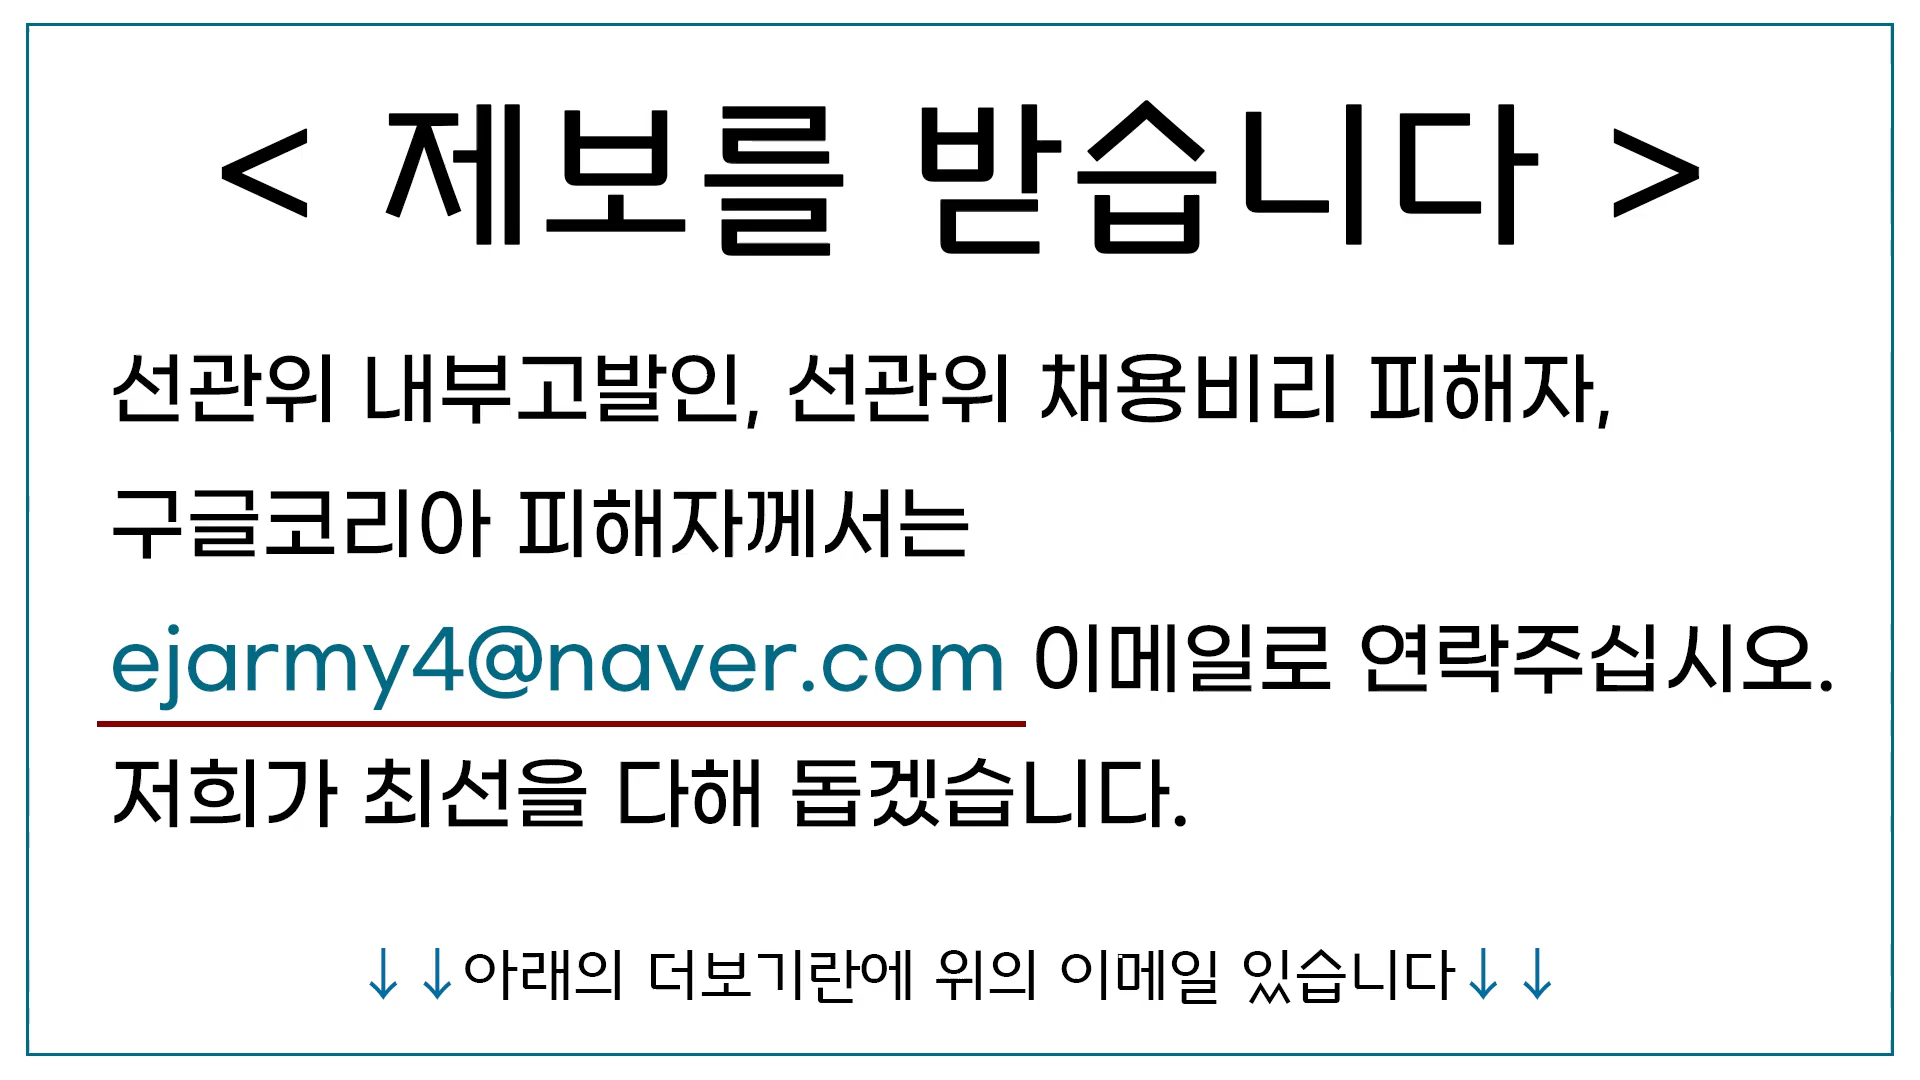 < 제보를 받습니다 >
선관위 내부고발인, 선관위 채용비리 피해자,
구글코리아 피해자께서는
ejarmy4@naver.com 이메일로 연락주십시오.
저희가 최선을 다해 돕겠습니다.
↓↓아래의 더보기란에 위의 이메일 있습니다↓↓